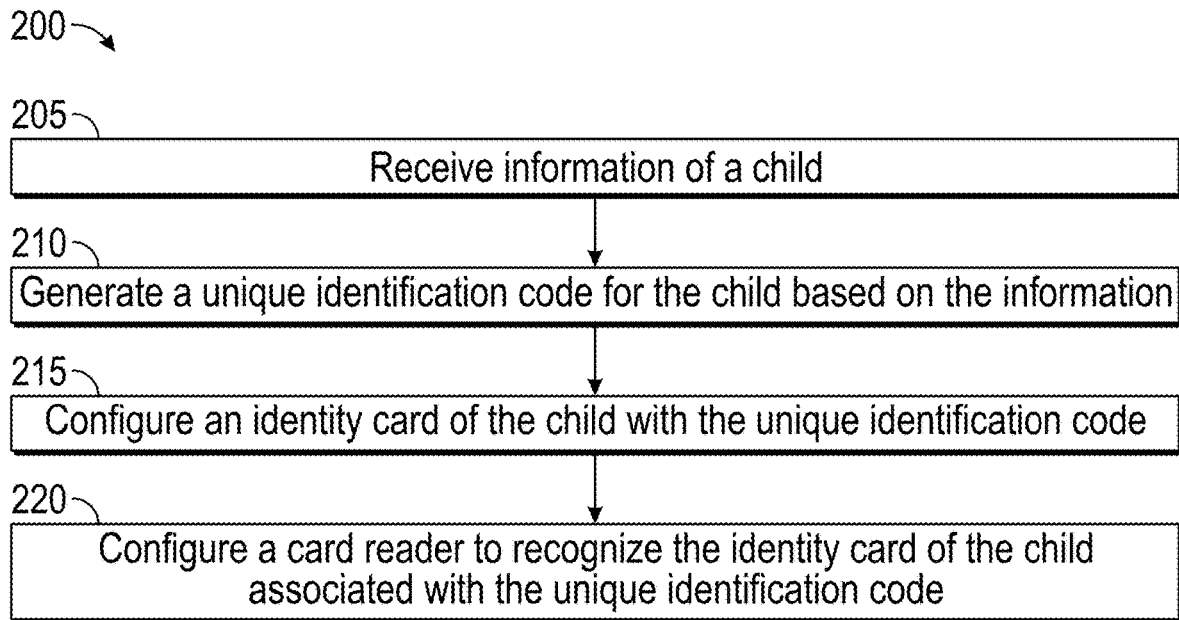 200
205
Receive information of a child
210
Generate a unique identification code for the child based on the information
215
Configure an identity card of the child with the unique identification code
220
Configure a card reader to recognize the identity card of the child
associated with the unique identification code